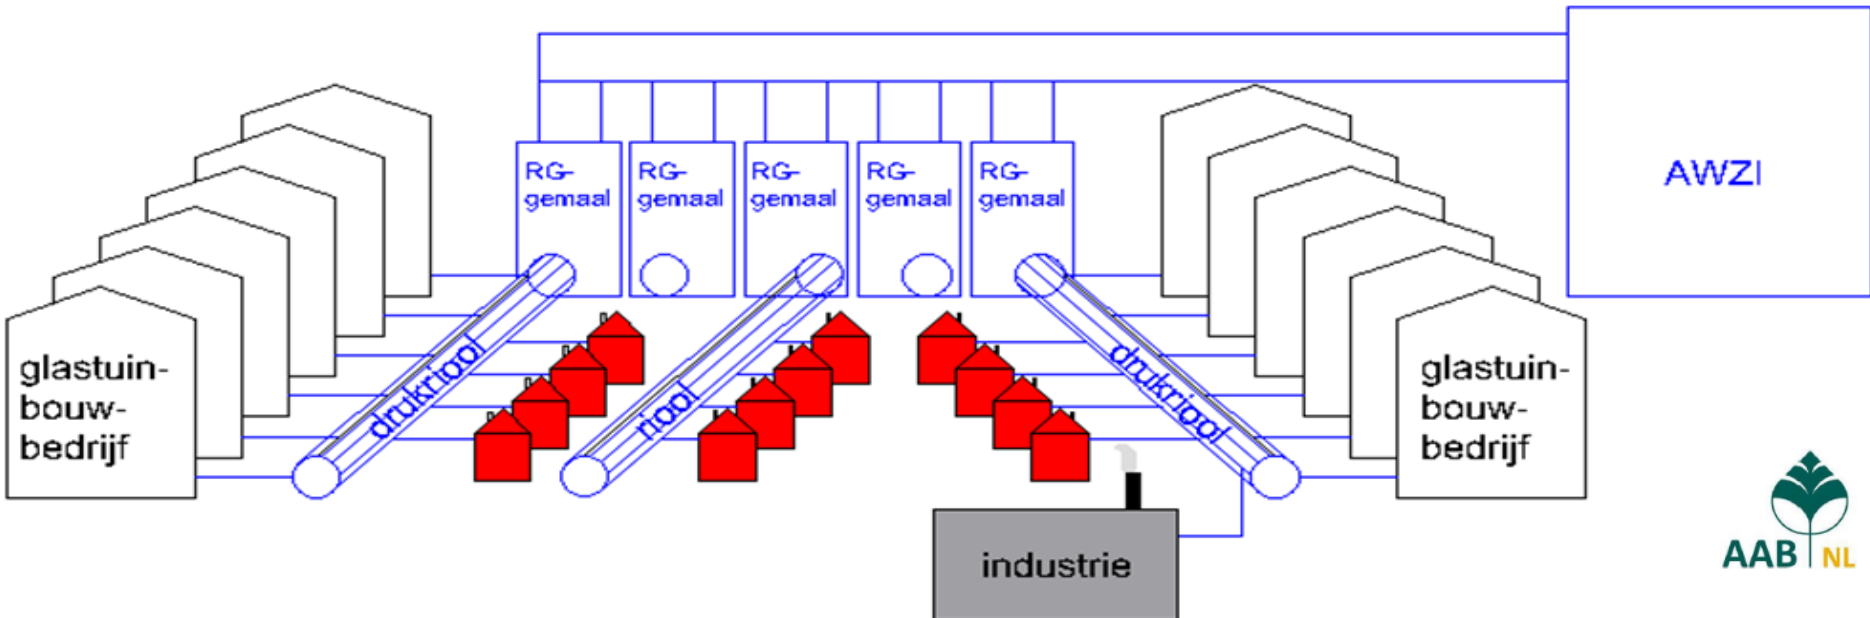 RG-
gemaal
RG-
gemaal
RG-
gemaal
RG-
gemaal
RG-
gemaal
AWZI
glastuin-
bouw-
bedrijf
drukriool
riool
drukriool
glastuin-
bouw-
bedrijf
industrie
AAB NL